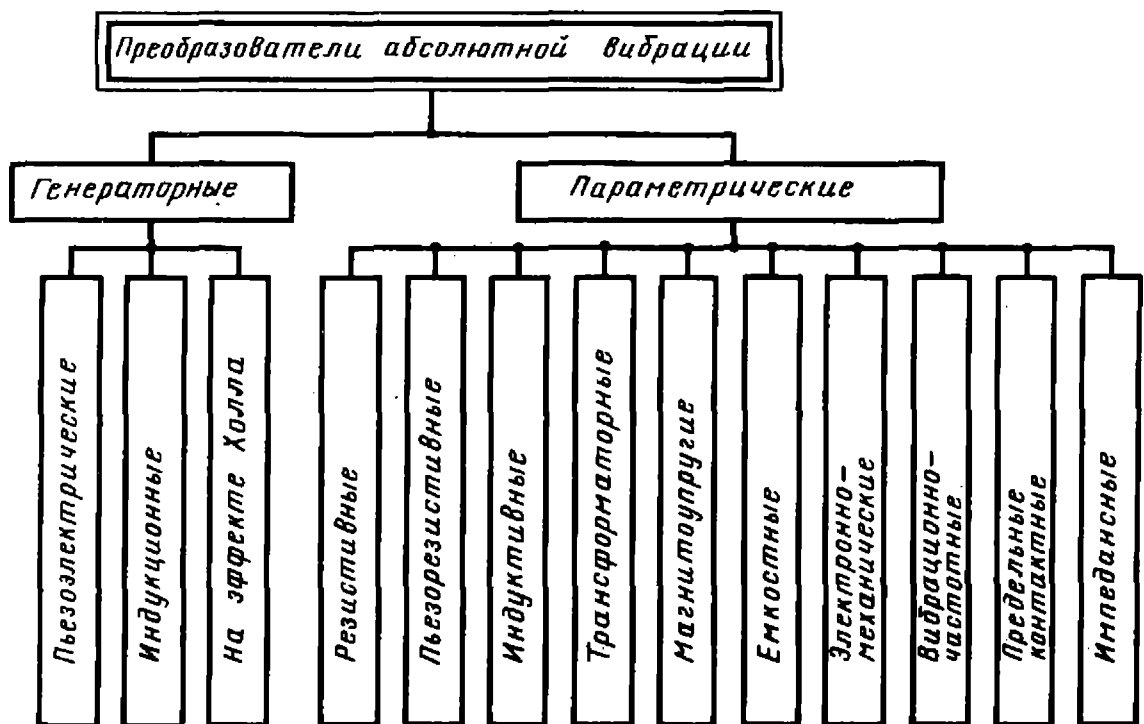 Преобразователи абсолютной вибрации
Генераторные
Параметрические
Пьезоэлектрические
Индукционные
На эффекте Холла
Резистивные
Пьезорезистивные
Индуктивные
Трансформаторные
Магнитоупругие
Емкостные
Электронно-
механические
Вибрационно-
частотные
Предельные
контактные
Импедансные